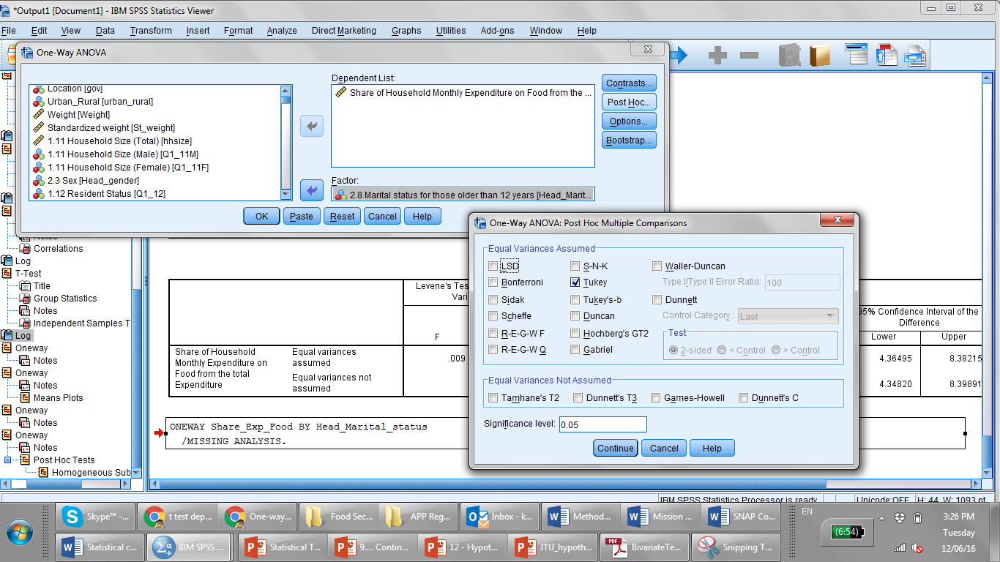 *Output1 [Document1] - IBM SPSS Statistics Viewer
File Edit View Data Transform Insert Format Analyze Direct Marketing Graphs Utilities Add-ons Window Help
One-Way ANOVA
Location [gov]
Urban_Rural [urban_rural]
Weight [Weight]
Standardized weight [St_weight]
1.11 Household Size (Total) [hhsize]
1.11 Household Size (Male) [Q1_11M]
1.11 Household Size (Female) [Q1_11F]
2.3 Sex [Head_gender]
1.12 Resident Status [Q1_12]
Dependent List:
Share of Household Monthly Expenditure on Food from the ...
Factor:
2.8 Marital status for those older than 12 years [Head_Marit...
Contrasts...
Post Hoc...
Options...
Bootstrap...
OK Paste Reset Cancel Help
Notes
Correlations
Log
T-Test
Title
Group Statistics
Notes
Independent Samples T
Log
Oneway
Notes
Oneway
Notes
Means Plots
Oneway
Notes
Oneway
Notes
Post Hoc Tests
Homogeneous Sub
Levene's Tes
Vari
F
95% Confidence Interval of the
Difference
Lower Upper
Share of Household
Monthly Expenditure on
Food from the total
Expenditure
Equal variances
assumed
.009 4.36495 8.38215
Equal variances not
assumed
4.34820 8.39891
ONEWAY Share_Exp_Food BY Head_Marital_status
/MISSING ANALYSIS.
One-Way ANOVA: Post Hoc Multiple Comparisons
Equal Variances Assumed
LSD S-N-K Waller-Duncan
Bonferroni Tukey Type I/Type II Error Ratio: 100
Sidak Tukey's-b Dunnett
Scheffe Duncan Control Category : Last
R-E-G-W F Hochberg's GT2 Test
R-E-G-W Q Gabriel 2-sided < Control > Control
Equal Variances Not Assumed
Tamhane's T2 Dunnett's T3 Games-Howell Dunnett's C
Significance level: 0.05
Continue Cancel Help
IBM SPSS Statistics Processor is ready Unicode:OFF H: 44, W: 1093 pt
Skype™ -... t test dep... One-way... Food Sec... APP Reg... Inbox - k... Method... Mission ... SNAP Co...
Statistical c... IBM SPSS ... Statistical T... 9.... Contin... 12 - Hypot... JTU_hypoth... BivariateTe... Snipping T...
EN
(6:54)
3:26 PM
Tuesday
12/06/16